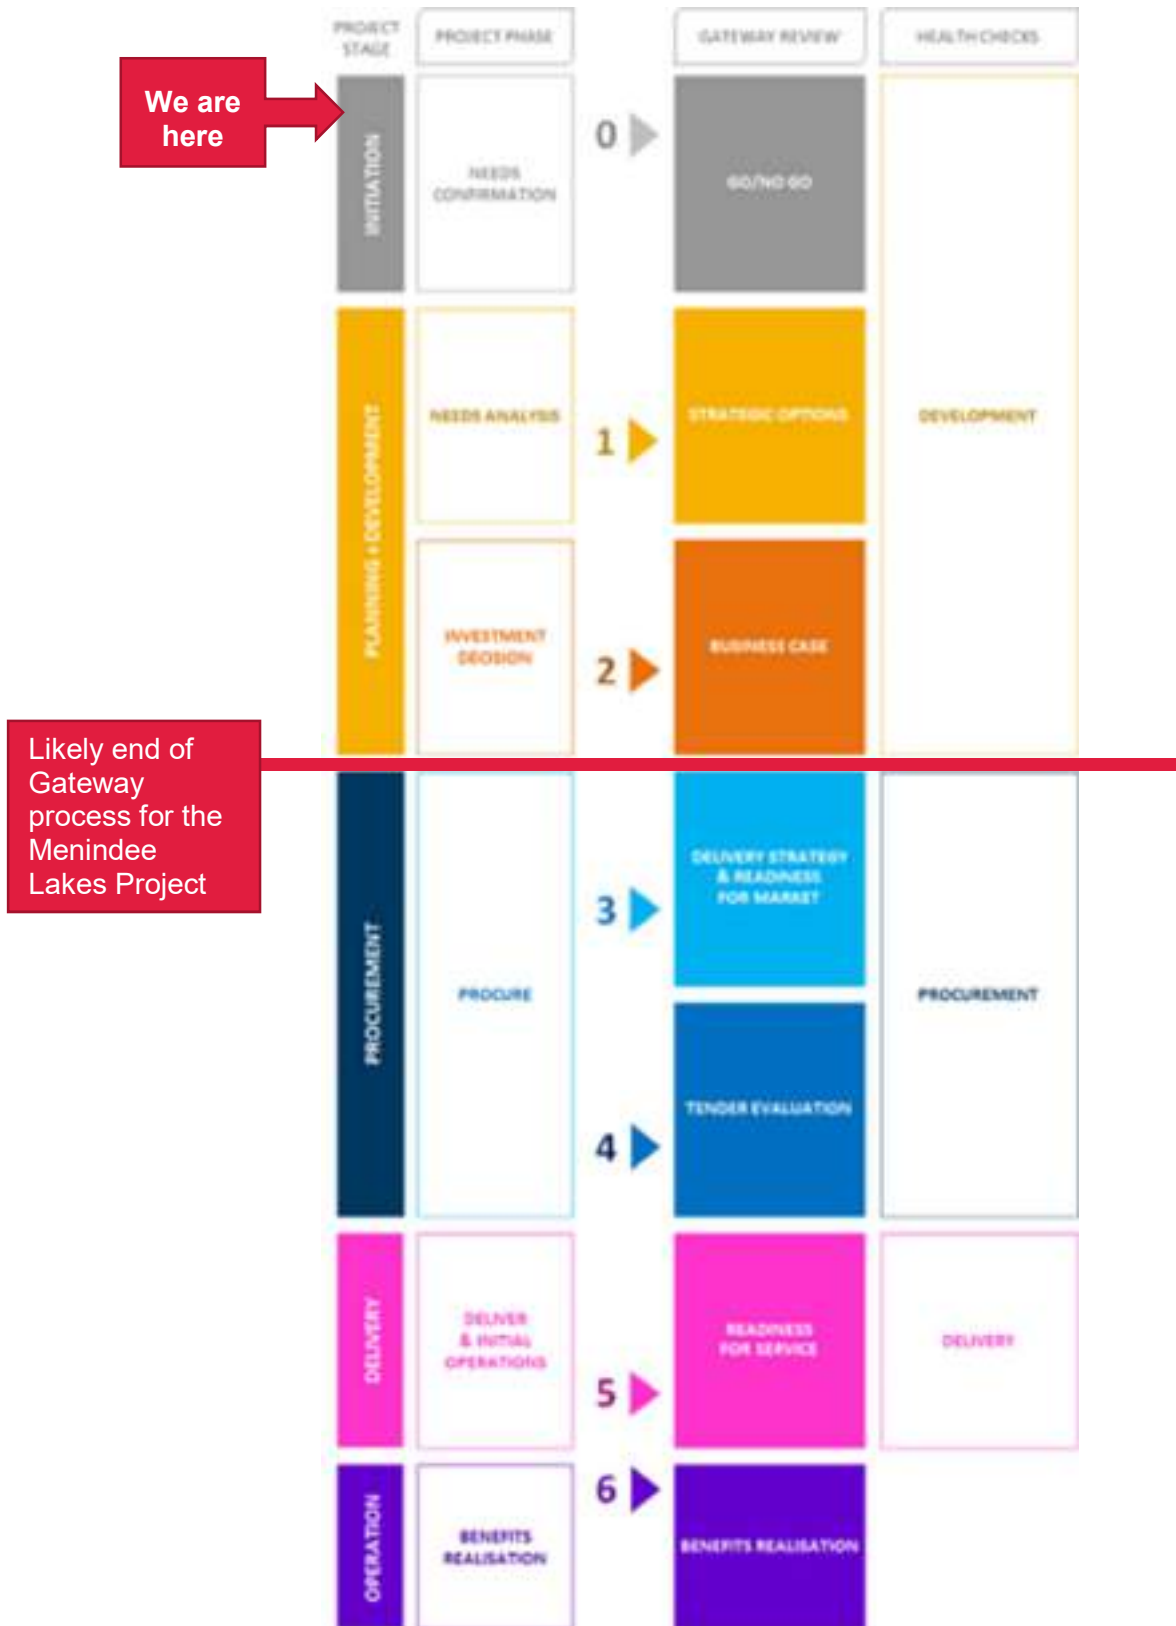 PROJECT
STAGE
PROJECT PHASE
GATEWAY REVIEW
HEALTH CHECKS
We are
here
INITIATION
NEEDS
CONFIRMATION
0
GO/NO GO
PLANNING + DEVELOPMENT
NEEDS ANALYSIS
1
STRATEGIC OPTIONS
DEVELOPMENT
INVESTMENT
DECISION
2
BUSINESS CASE
Likely end of
Gateway
process for the
Menindee
Lakes Project
PROCUREMENT
PROCURE
3
DELIVERY STRATEGY
& READINESS
FOR MARKET
PROCUREMENT
4
TENDER EVALUATION
DELIVERY
DELIVER
& INITIAL
OPERATIONS
5
READINESS
FOR SERVICE
DELIVERY
OPERATION
BENEFITS
REALISATION
6
BENEFITS REALISATION